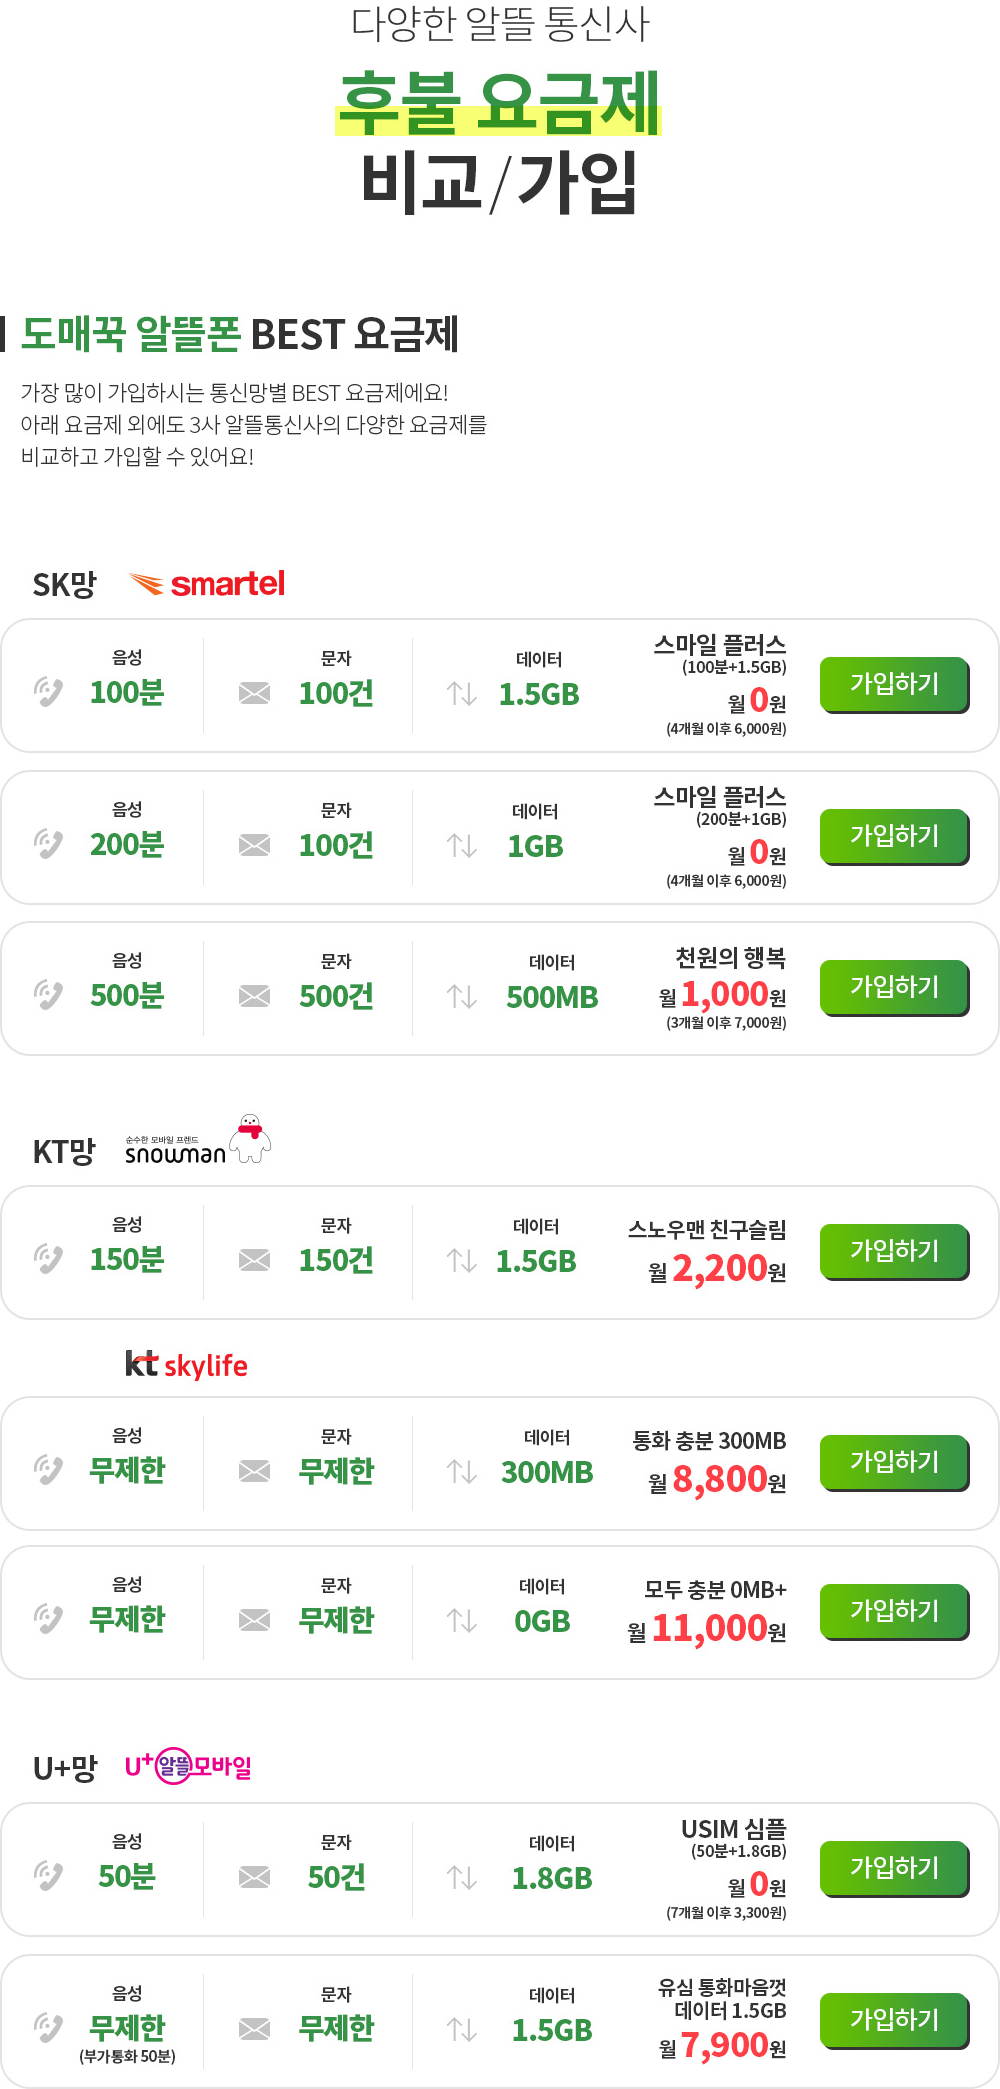 다양한 알뜰 통신사
후불 요금제
비교/가입
도매꾹 알뜰폰 BEST 요금제
가장 많이 가입하시는 통신망별 BEST 요금제에요!
아래 요금제 외에도 3사 알뜰통신사의 다양한 요금제를
비교하고 가입할 수 있어요!
SK망 smartel
음성
100분
문자
100건
데이터
1.5GB
스마일 플러스
(100분+1.5GB)
월 0원
(4개월 이후 6,000원)
가입하기
음성
200분
문자
100건
데이터
1GB
스마일 플러스
(200분+1GB)
월 0원
(4개월 이후 6,000원)
가입하기
음성
500분
문자
500건
데이터
500MB
천원의 행복
월 1,000원
(3개월 이후 7,000원)
가입하기
KT망
순수한 모바일 프렌드
snowman
음성
150분
문자
150건
데이터
1.5GB
스노우맨 친구슬림
월 2,200원
가입하기
kt skylife
음성
무제한
문자
무제한
데이터
300MB
통화 충분 300MB
월 8,800원
가입하기
음성
무제한
문자
무제한
데이터
0GB
모두 충분 0MB+
월 11,000원
가입하기
U+망 U+알뜰모바일
음성
50분
문자
50건
데이터
1.8GB
USIM 심플
(50분+1.8GB)
월 0원
(7개월 이후 3,300원)
가입하기
음성
무제한
(부가통화 50분)
문자
무제한
데이터
1.5GB
유심 통화마음껏
데이터 1.5GB
월 7,900원
가입하기